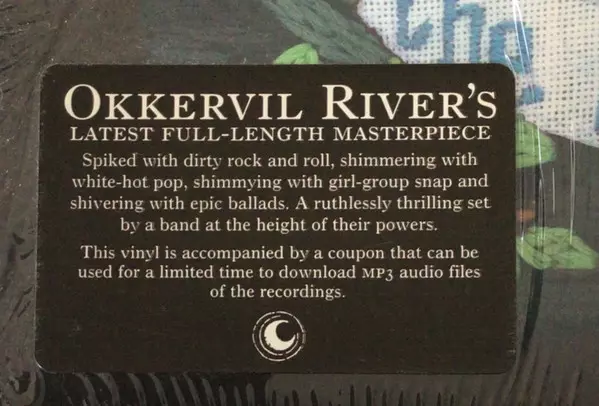 the
OKKERVIL RIVER'S
LATEST FULL-LENGTH MASTERPIECE
Spiked with dirty rock and roll, shimmering with
white-hot pop, shimmying with girl-group snap and
shivering with epic ballads. A ruthlessly thrilling set
by a band at the height of their powers.
This vinyl is accompanied by a coupon that can be
used for a limited time to download MP3 audio files
of the recordings.